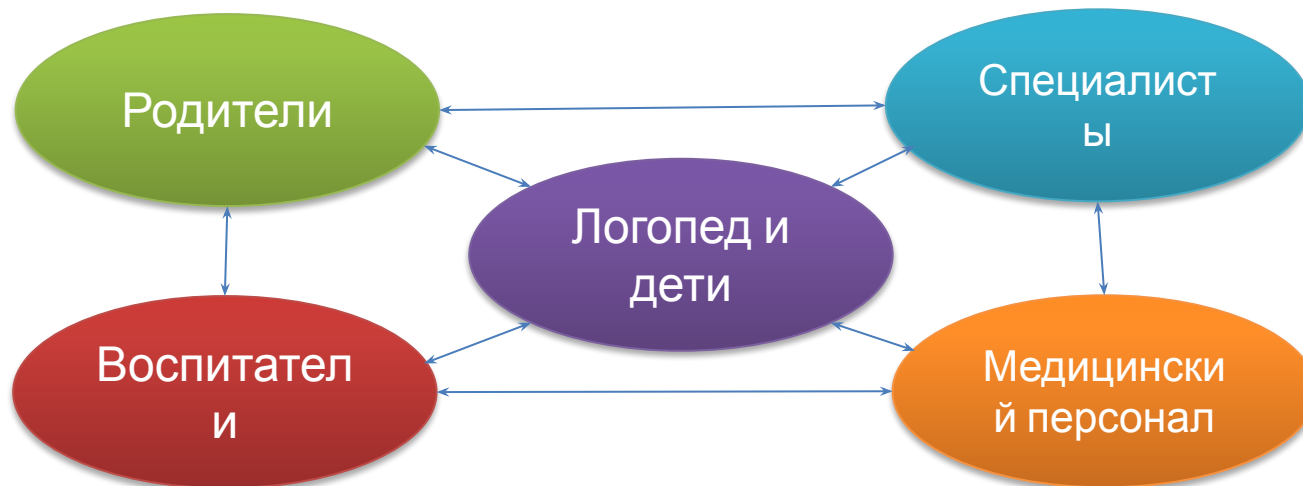 Родители
Специалист
ы
Логопед и
дети
Воспитател
и
Медицински
й персонал